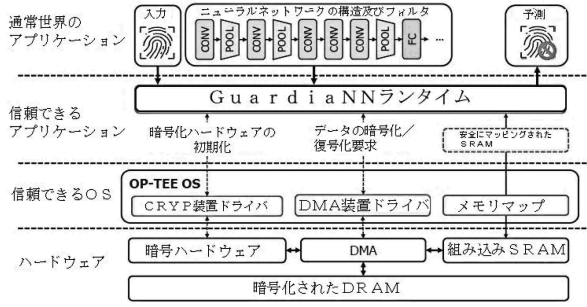 通常世界の
アプリケーション
入力
ニューラルネットワークの構造及びフィルタ
CONV
POOL
CONV
POOL
CONV
CONV
CONV
POOL
FC
...
予測
GuardiaNNランタイム
信頼できる
アプリケーション
暗号化ハードウェアの
初期化
データの暗号化／
復号化要求
安全にマッピングされた
SRAM
信頼できるOS
OP-TEE OS
CRYP装置ドライバ
DMA装置ドライバ
メモリマップ
ハードウェア
暗号ハードウェア
DMA
組み込みSRAM
暗号化されたDRAM